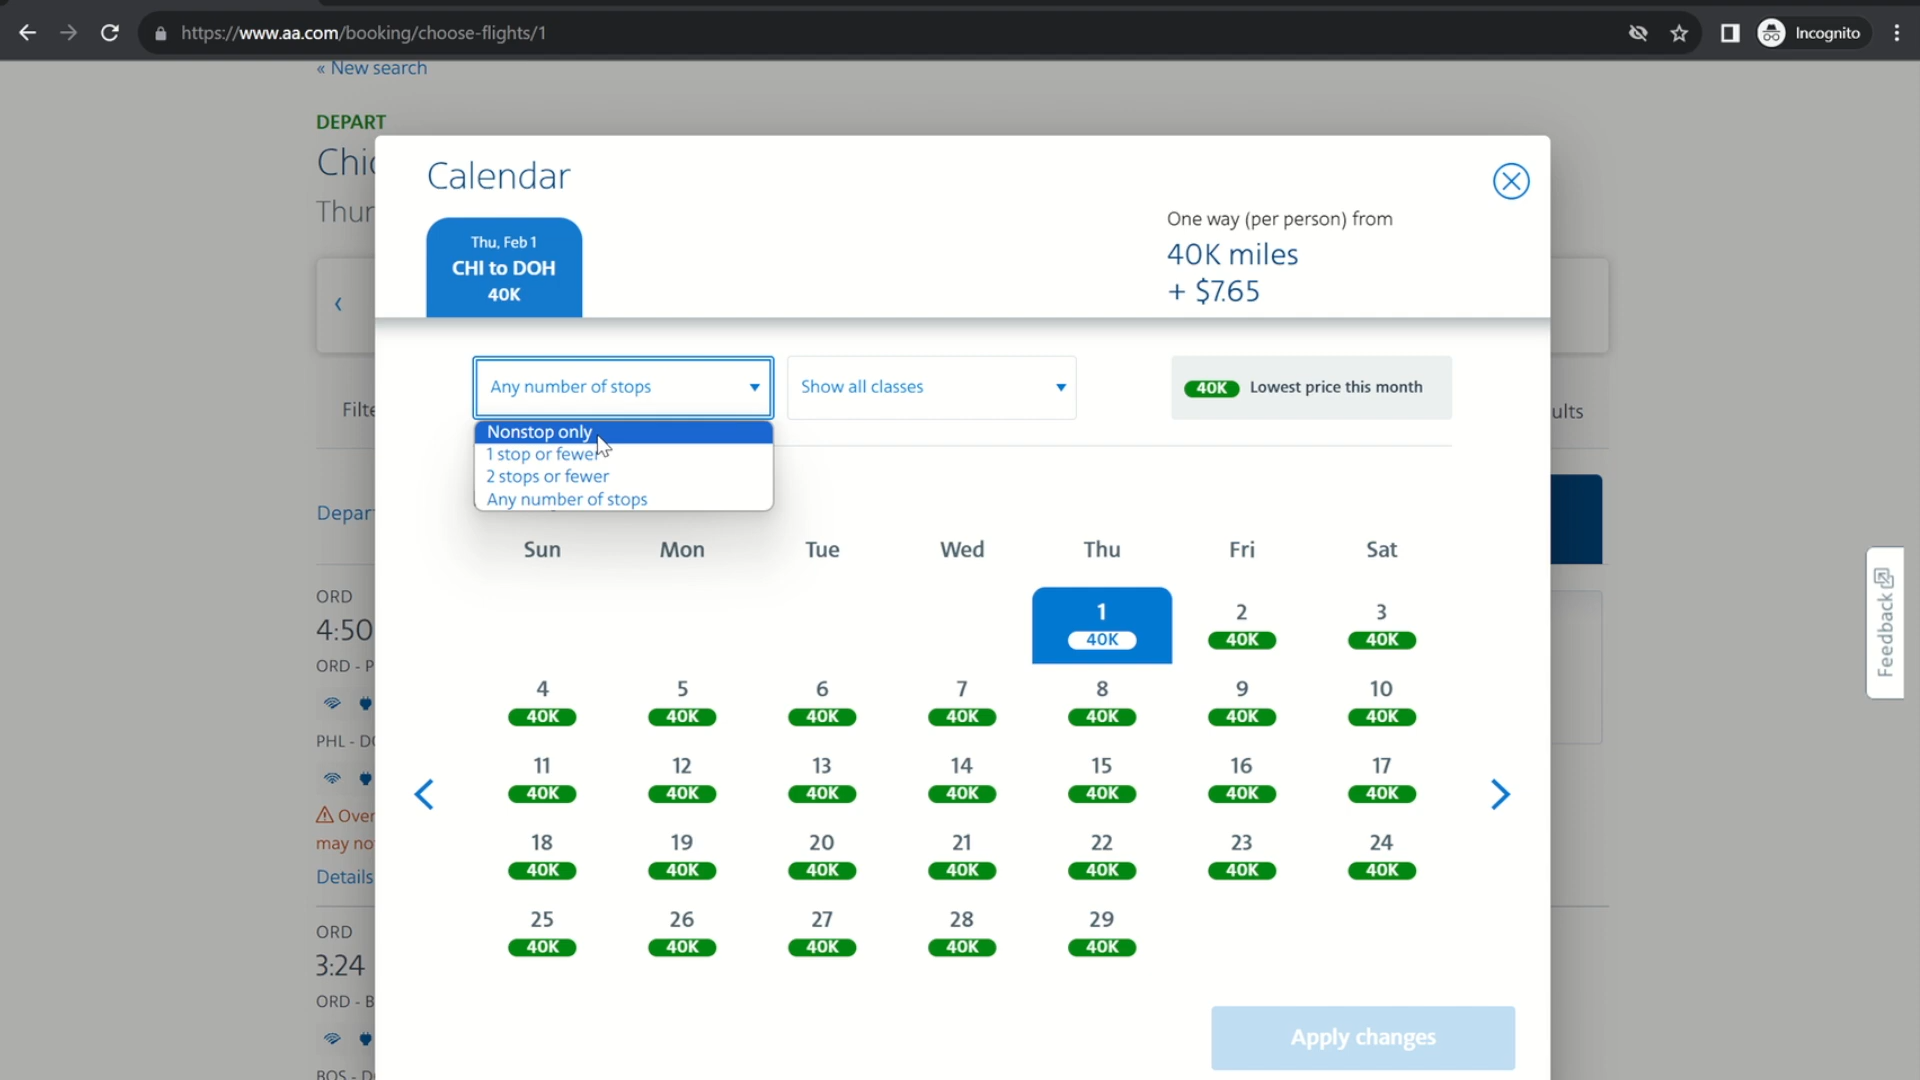 https://www.aa.com/booking/choose-flights/1
Incognito
« New search
DEPART
Calendar
Thu, Feb 1
CHI to DOH
40K
One way (per person) from
40K miles
+ $7.65
Any number of stops
Show all classes
40K Lowest price this month
Nonstop only
1 stop or fewer
2 stops or fewer
Any number of stops
Sun Mon Tue Wed Thu Fri Sat
1 2 3
40K 40K 40K
4 5 6 7 8 9 10
40K 40K 40K 40K 40K 40K 40K
11 12 13 14 15 16 17
40K 40K 40K 40K 40K 40K 40K
18 19 20 21 22 23 24
40K 40K 40K 40K 40K 40K 40K
25 26 27 28 29
40K 40K 40K 40K 40K
Apply changes
ORD
4:50
ORD - P
PHL - D
Over
may no
Details
ORD
3:24
ORD - B
BOS - D
Feedback